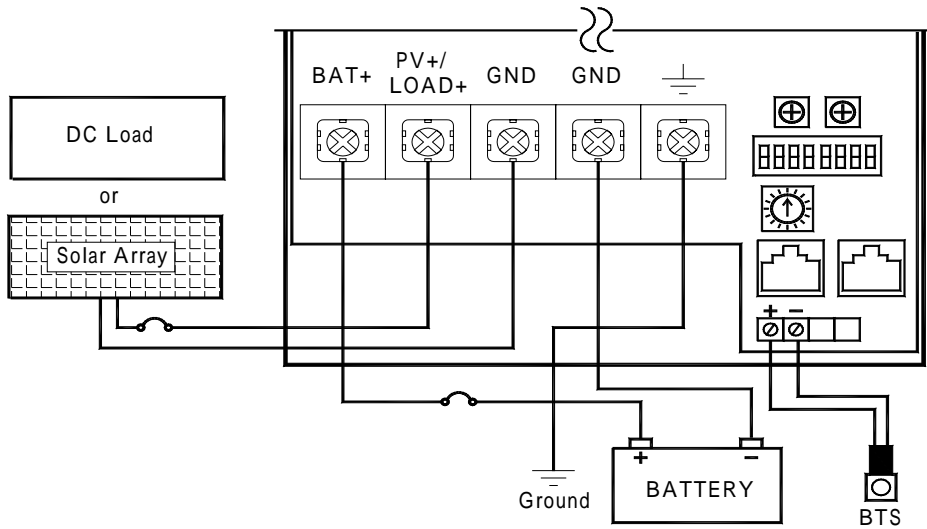 BAT+
PV+/
LOAD+
GND
GND
DC Load
or
Solar Array
+ −
+ −
BATTERY
Ground
BTS